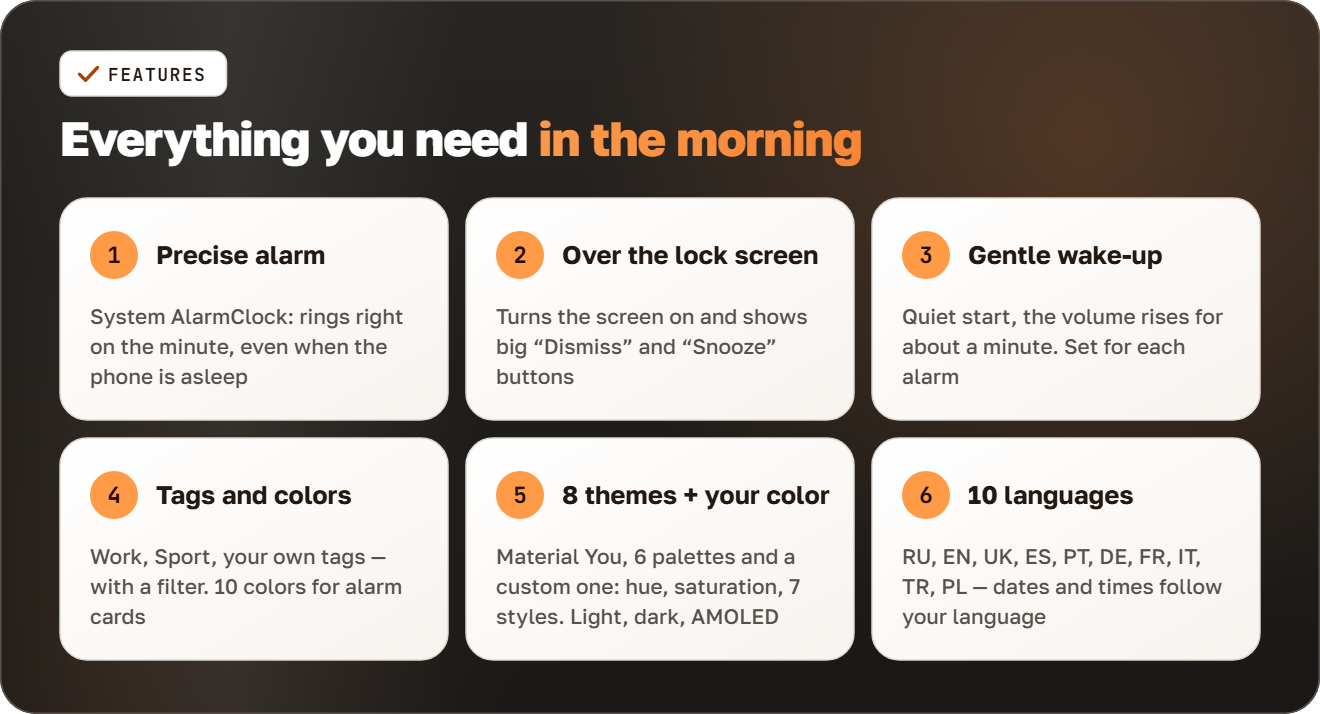 FEATURES
Everything you need in the morning
1 Precise alarm
System AlarmClock: rings right
on the minute, even when the
phone is asleep
2 Over the lock screen
Turns the screen on and shows
big “Dismiss” and “Snooze”
buttons
3 Gentle wake-up
Quiet start, the volume rises for
about a minute. Set for each
alarm
4 Tags and colors
Work, Sport, your own tags —
with a filter. 10 colors for alarm
cards
5 8 themes + your color
Material You, 6 palettes and a
custom one: hue, saturation, 7
styles. Light, dark, AMOLED
6 10 languages
RU, EN, UK, ES, PT, DE, FR, IT,
TR, PL — dates and times follow
your language